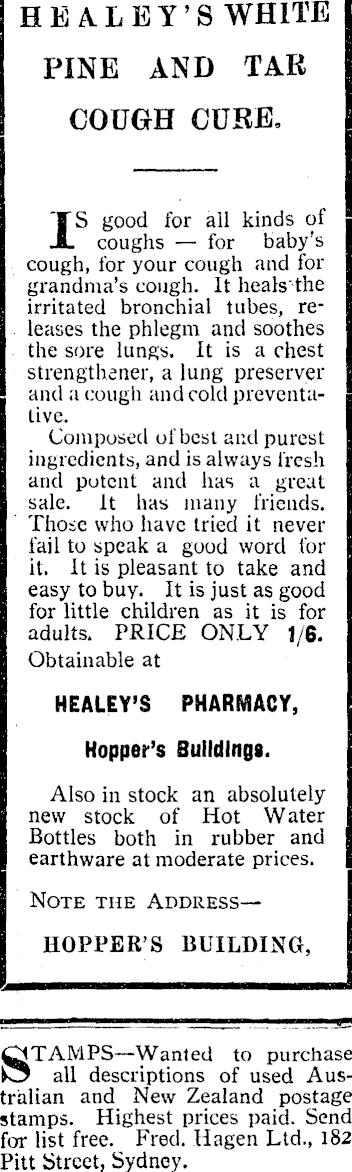 HEALEY'S WHITE
PINE AND TAR
COUGH CURE.
IS good for all kinds of
coughs — for baby's
cough, for your cough and for
grandma's cough. It heals the
irritated bronchial tubes, re-
leases the phlegm and soothes
the sore lungs. It is a chest
strengthener, a lung preserver
and a cough and cold preventa-
tive.
Composed of best and purest
ingredients, and is always fresh
and potent and has a great
sale. It has many friends.
Those who have tried it never
fail to speak a good word for
it. It is pleasant to take and
easy to buy. It is just as good
for little children as it is for
adults. PRICE ONLY 1/6.
Obtainable at
HEALEY'S PHARMACY,
Hopper's Buildings.
Also in stock an absolutely
new stock of Hot Water
Bottles both in rubber and
earthware at moderate prices.
NOTE THE ADDRESS—
HOPPER'S BUILDING,
STAMPS—Wanted to purchase
all descriptions of used Aus-
tralian and New Zealand postage
stamps. Highest prices paid. Send
for list free. Fred. Hagen Ltd., 182
Pitt Street, Sydney.